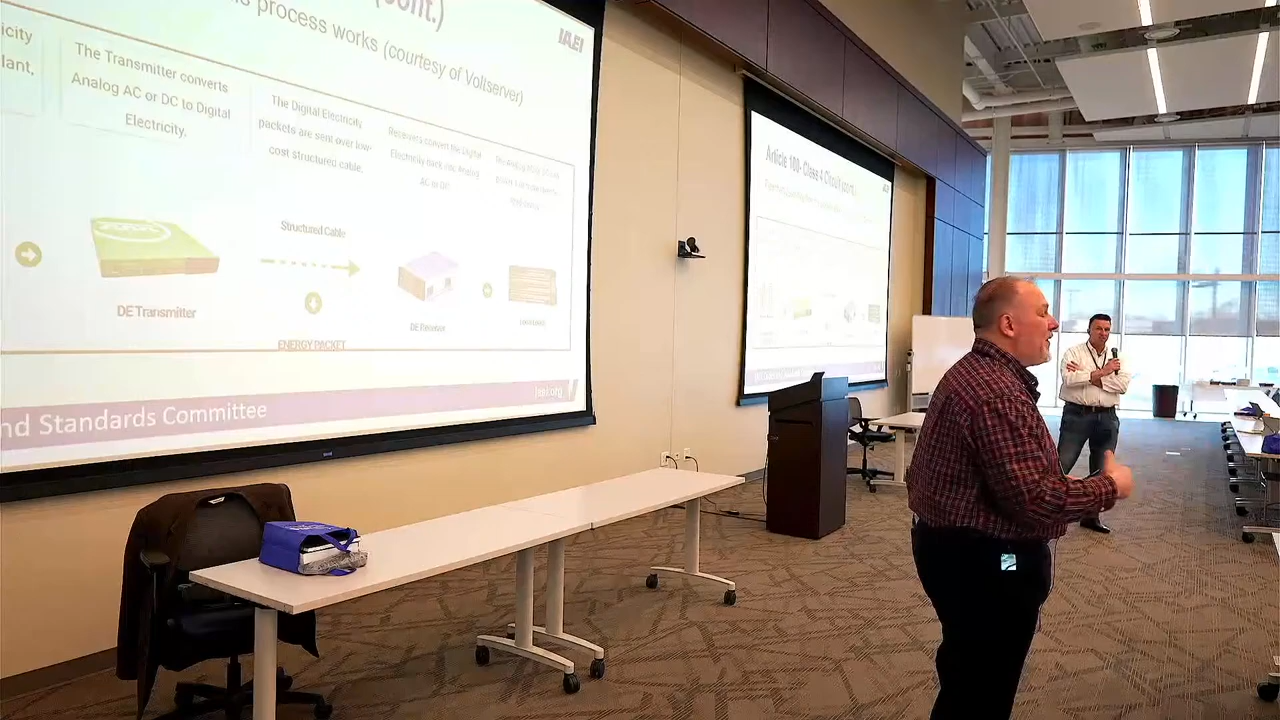 (cont.)
s process works (courtesy of Voltserver)
IAEI
icity
lant,
The Transmitter converts
Analog AC or DC to Digital
Electricity.
The Digital Electricity
packets are sent over low-
cost structured cable.
Receivers convert the Digital
Electricity back into Analog
AC or DC.
Structured Cable
DE Transmitter
DE Receiver
ENERGY PACKET
nd Standards Committee
iaei.org
Article 100- Class 4 Circuit (cont.)